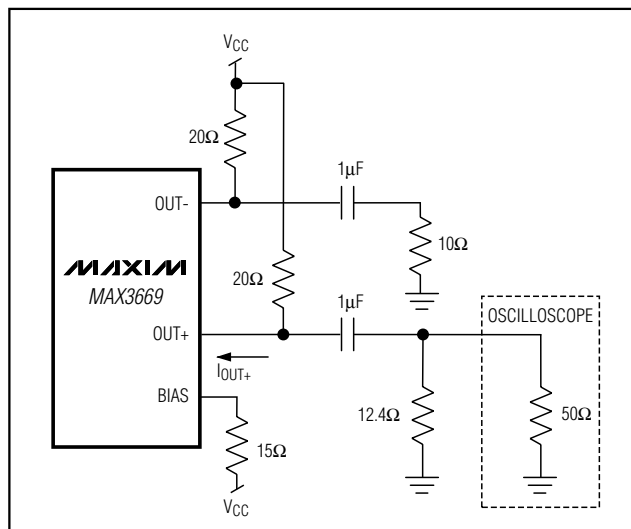 VCC
20Ω
1μF
OUT-
10Ω
MAXIM
MAX3669
20Ω
1μF
OSCILLOSCOPE
OUT+
IOUT+
BIAS
12.4Ω
50Ω
15Ω
VCC